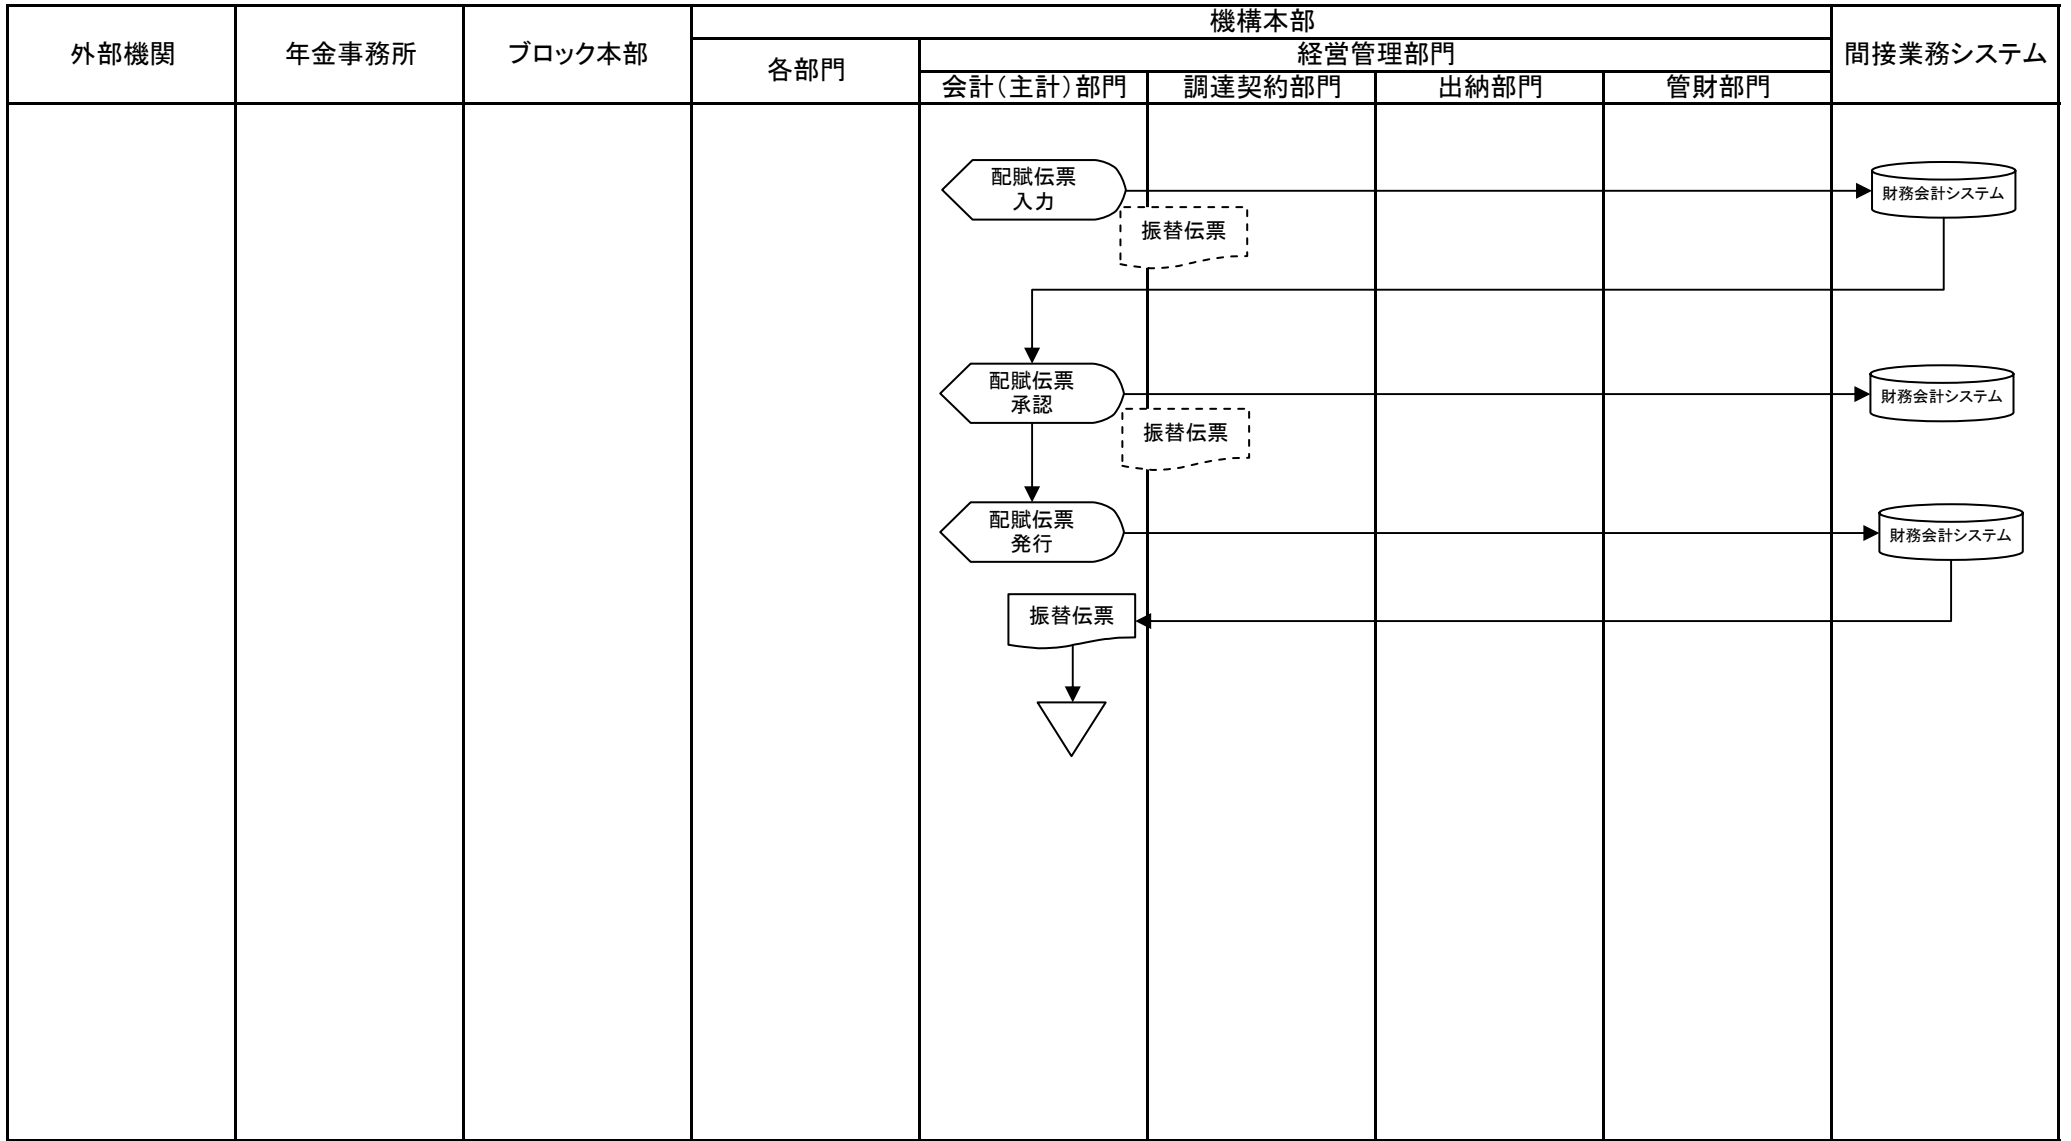 機構本部
外部機関
年金事務所
ブロック本部
各部門
経営管理部門
間接業務システム
会計(主計)部門
調達契約部門
出納部門
管財部門
配賦伝票
入力
財務会計システム
振替伝票
配賦伝票
承認
財務会計システム
振替伝票
配賦伝票
発行
財務会計システム
振替伝票